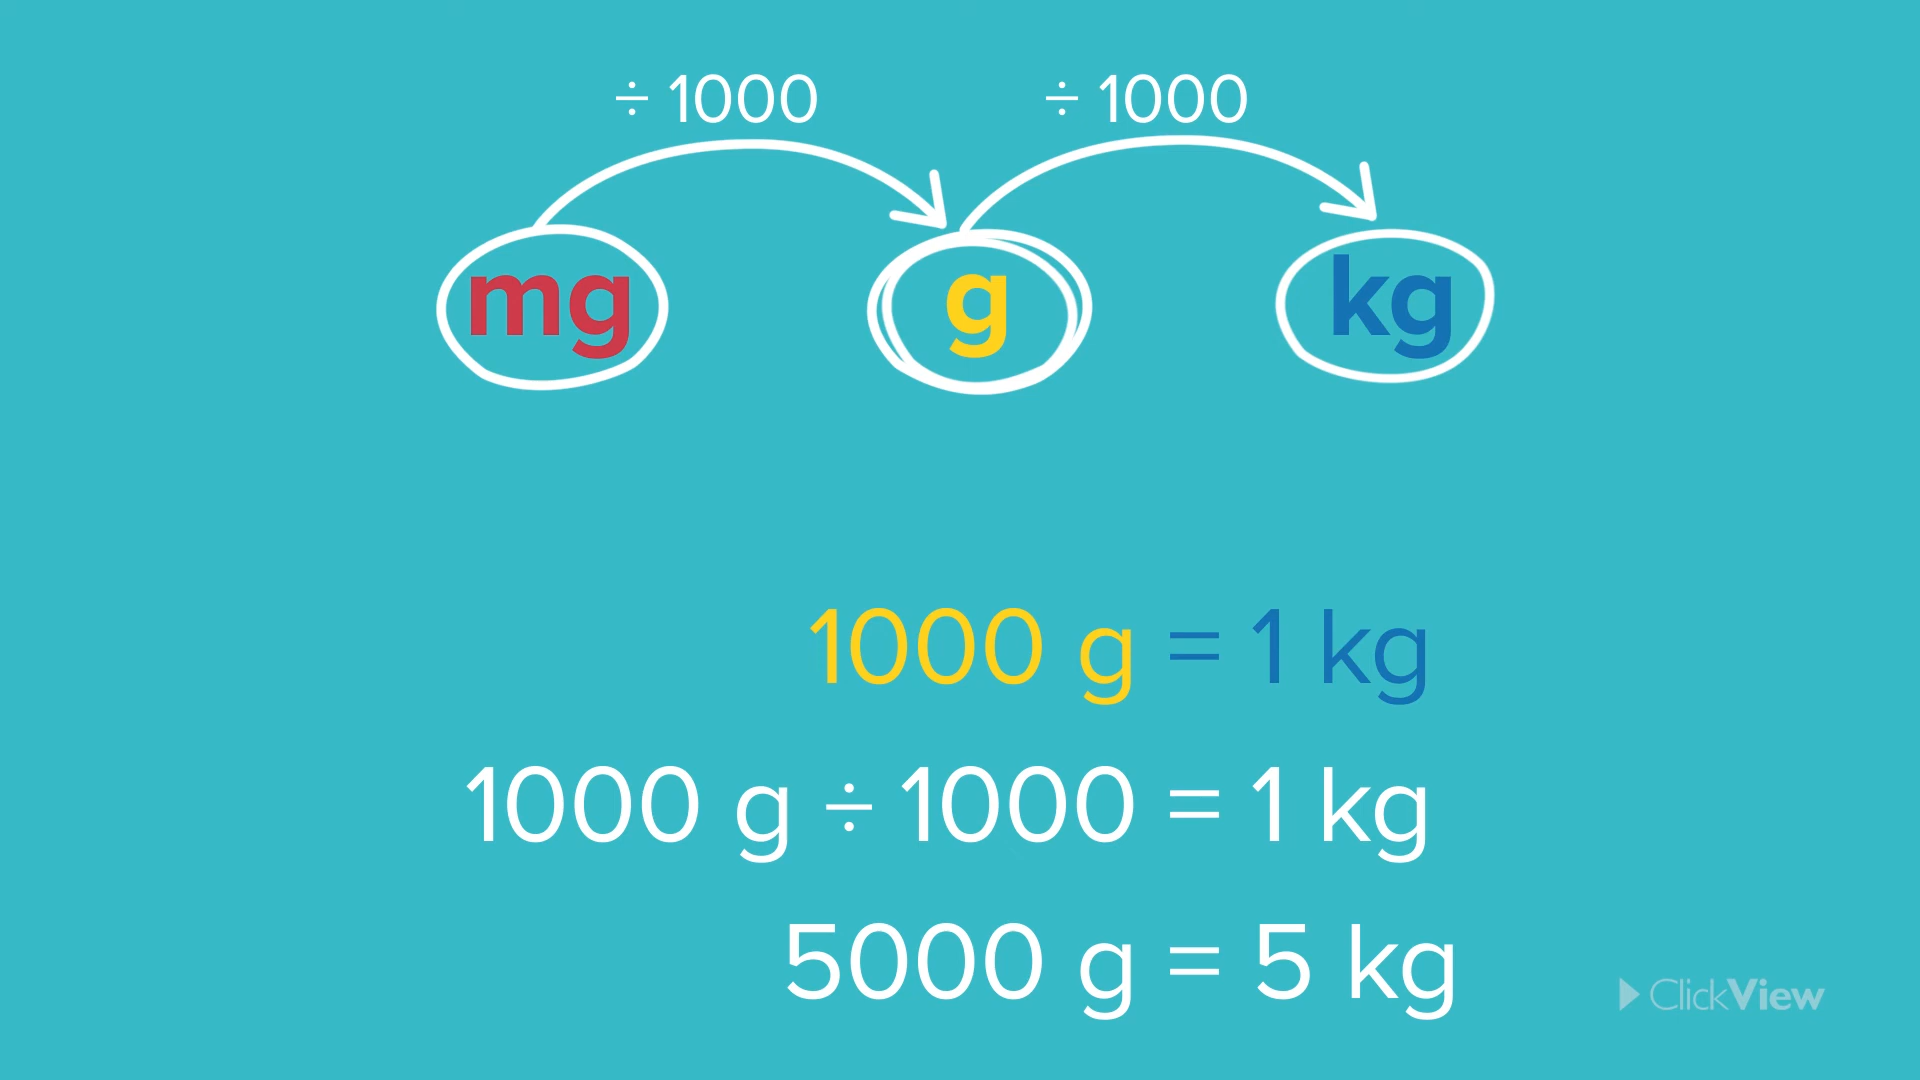 ÷ 1000 ÷ 1000
mg g kg
1000 g = 1 kg
1000 g ÷ 1000 = 1 kg
5000 g = 5 kg
ClickView